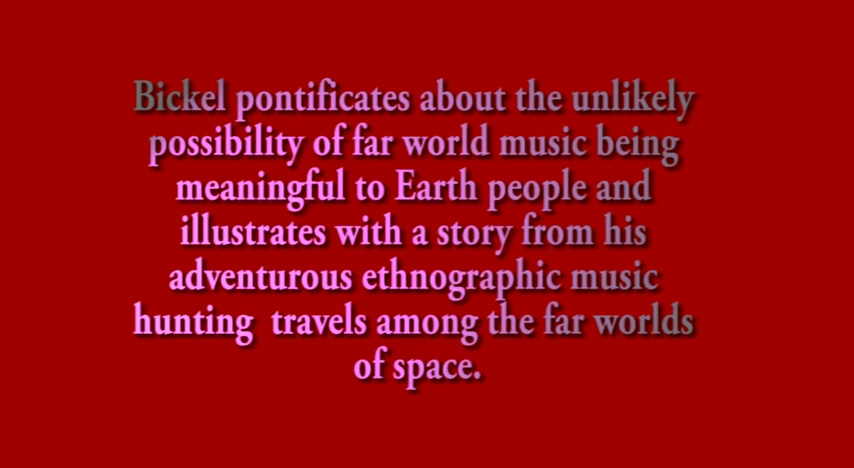 Bickel pontificates about the unlikely
possibility of far world music being
meaningful to Earth people and
illustrates with a story from his
adventurous ethnographic music
hunting  travels among the far worlds
of space.